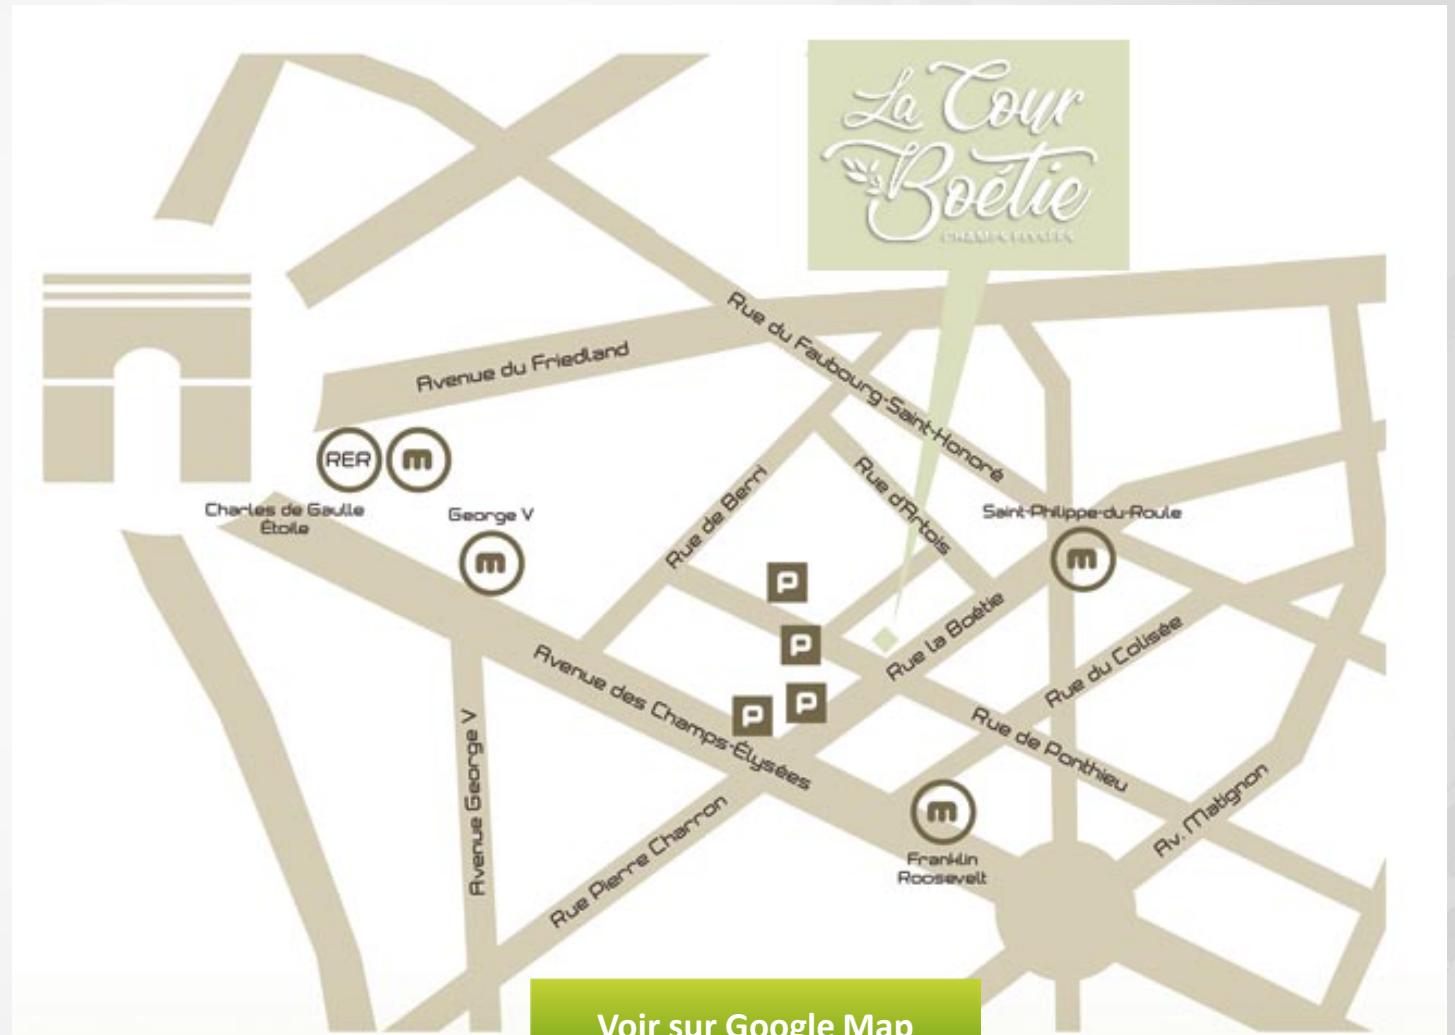 La Cour
Boétie
CHAMPS ELYSÉES
Rue du Faubourg-Saint-Honoré
Avenue du Friedland
RER m
Charles de Gaulle
Étoile
George V
m
Rue de Berri
Rue d'Artois
Saint-Philippe-du-Roule
m
P
P
P
P
Rue la Boétie
Rue du Colisée
Avenue des Champs-Élysées
Rue de Ponthieu
Avenue George V
Rue Pierre Charron
Av. Matignon
m
Franklin
Roosevelt
Voir sur Google Map